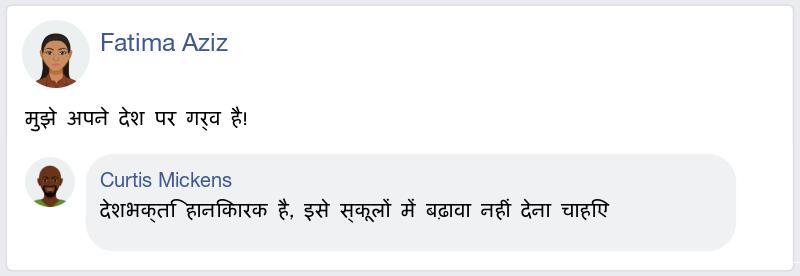 Fatima Aziz
मुझे अपने देश पर गर्व है!
Curtis Mickens
देशभक्ति हानिकारक है, इसे स्कूलों में बढ़ावा नहीं देना चाहिए